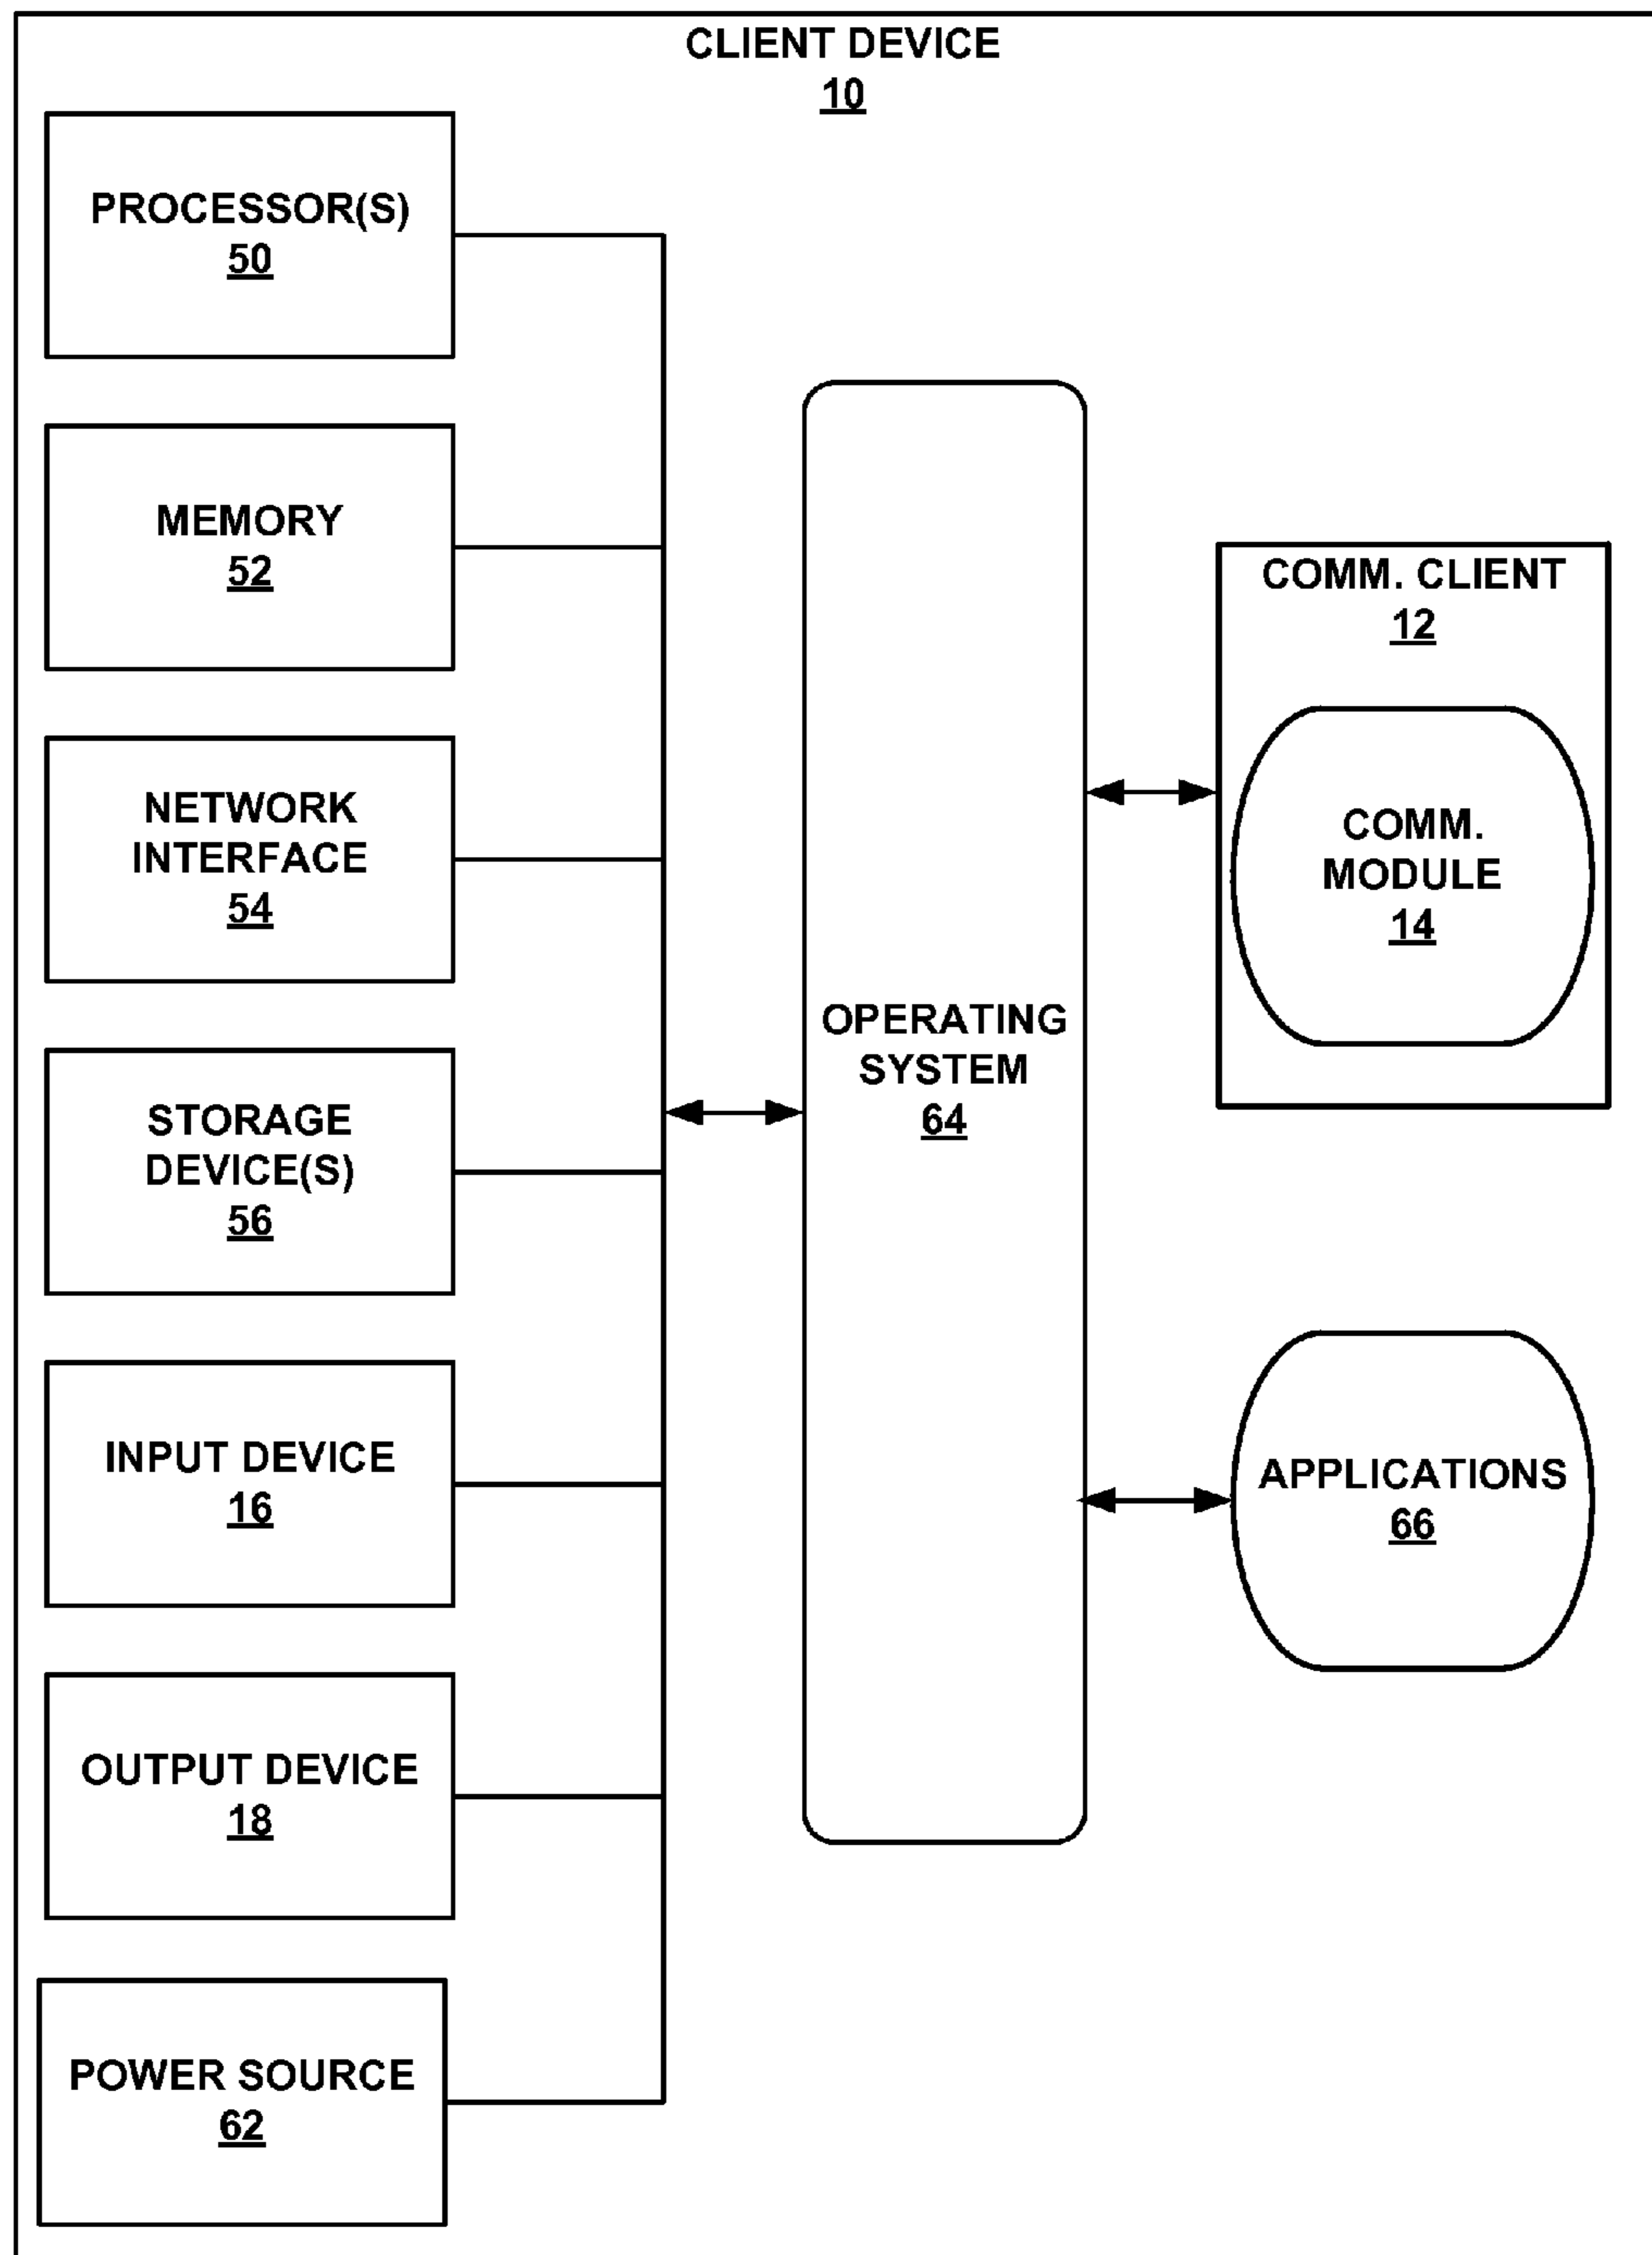 CLIENT DEVICE
10
PROCESSOR(S)
50
MEMORY
52
NETWORK
INTERFACE
54
STORAGE
DEVICE(S)
56
INPUT DEVICE
16
OUTPUT DEVICE
18
POWER SOURCE
62
OPERATING
SYSTEM
64
COMM. CLIENT
12
COMM.
MODULE
14
APPLICATIONS
66